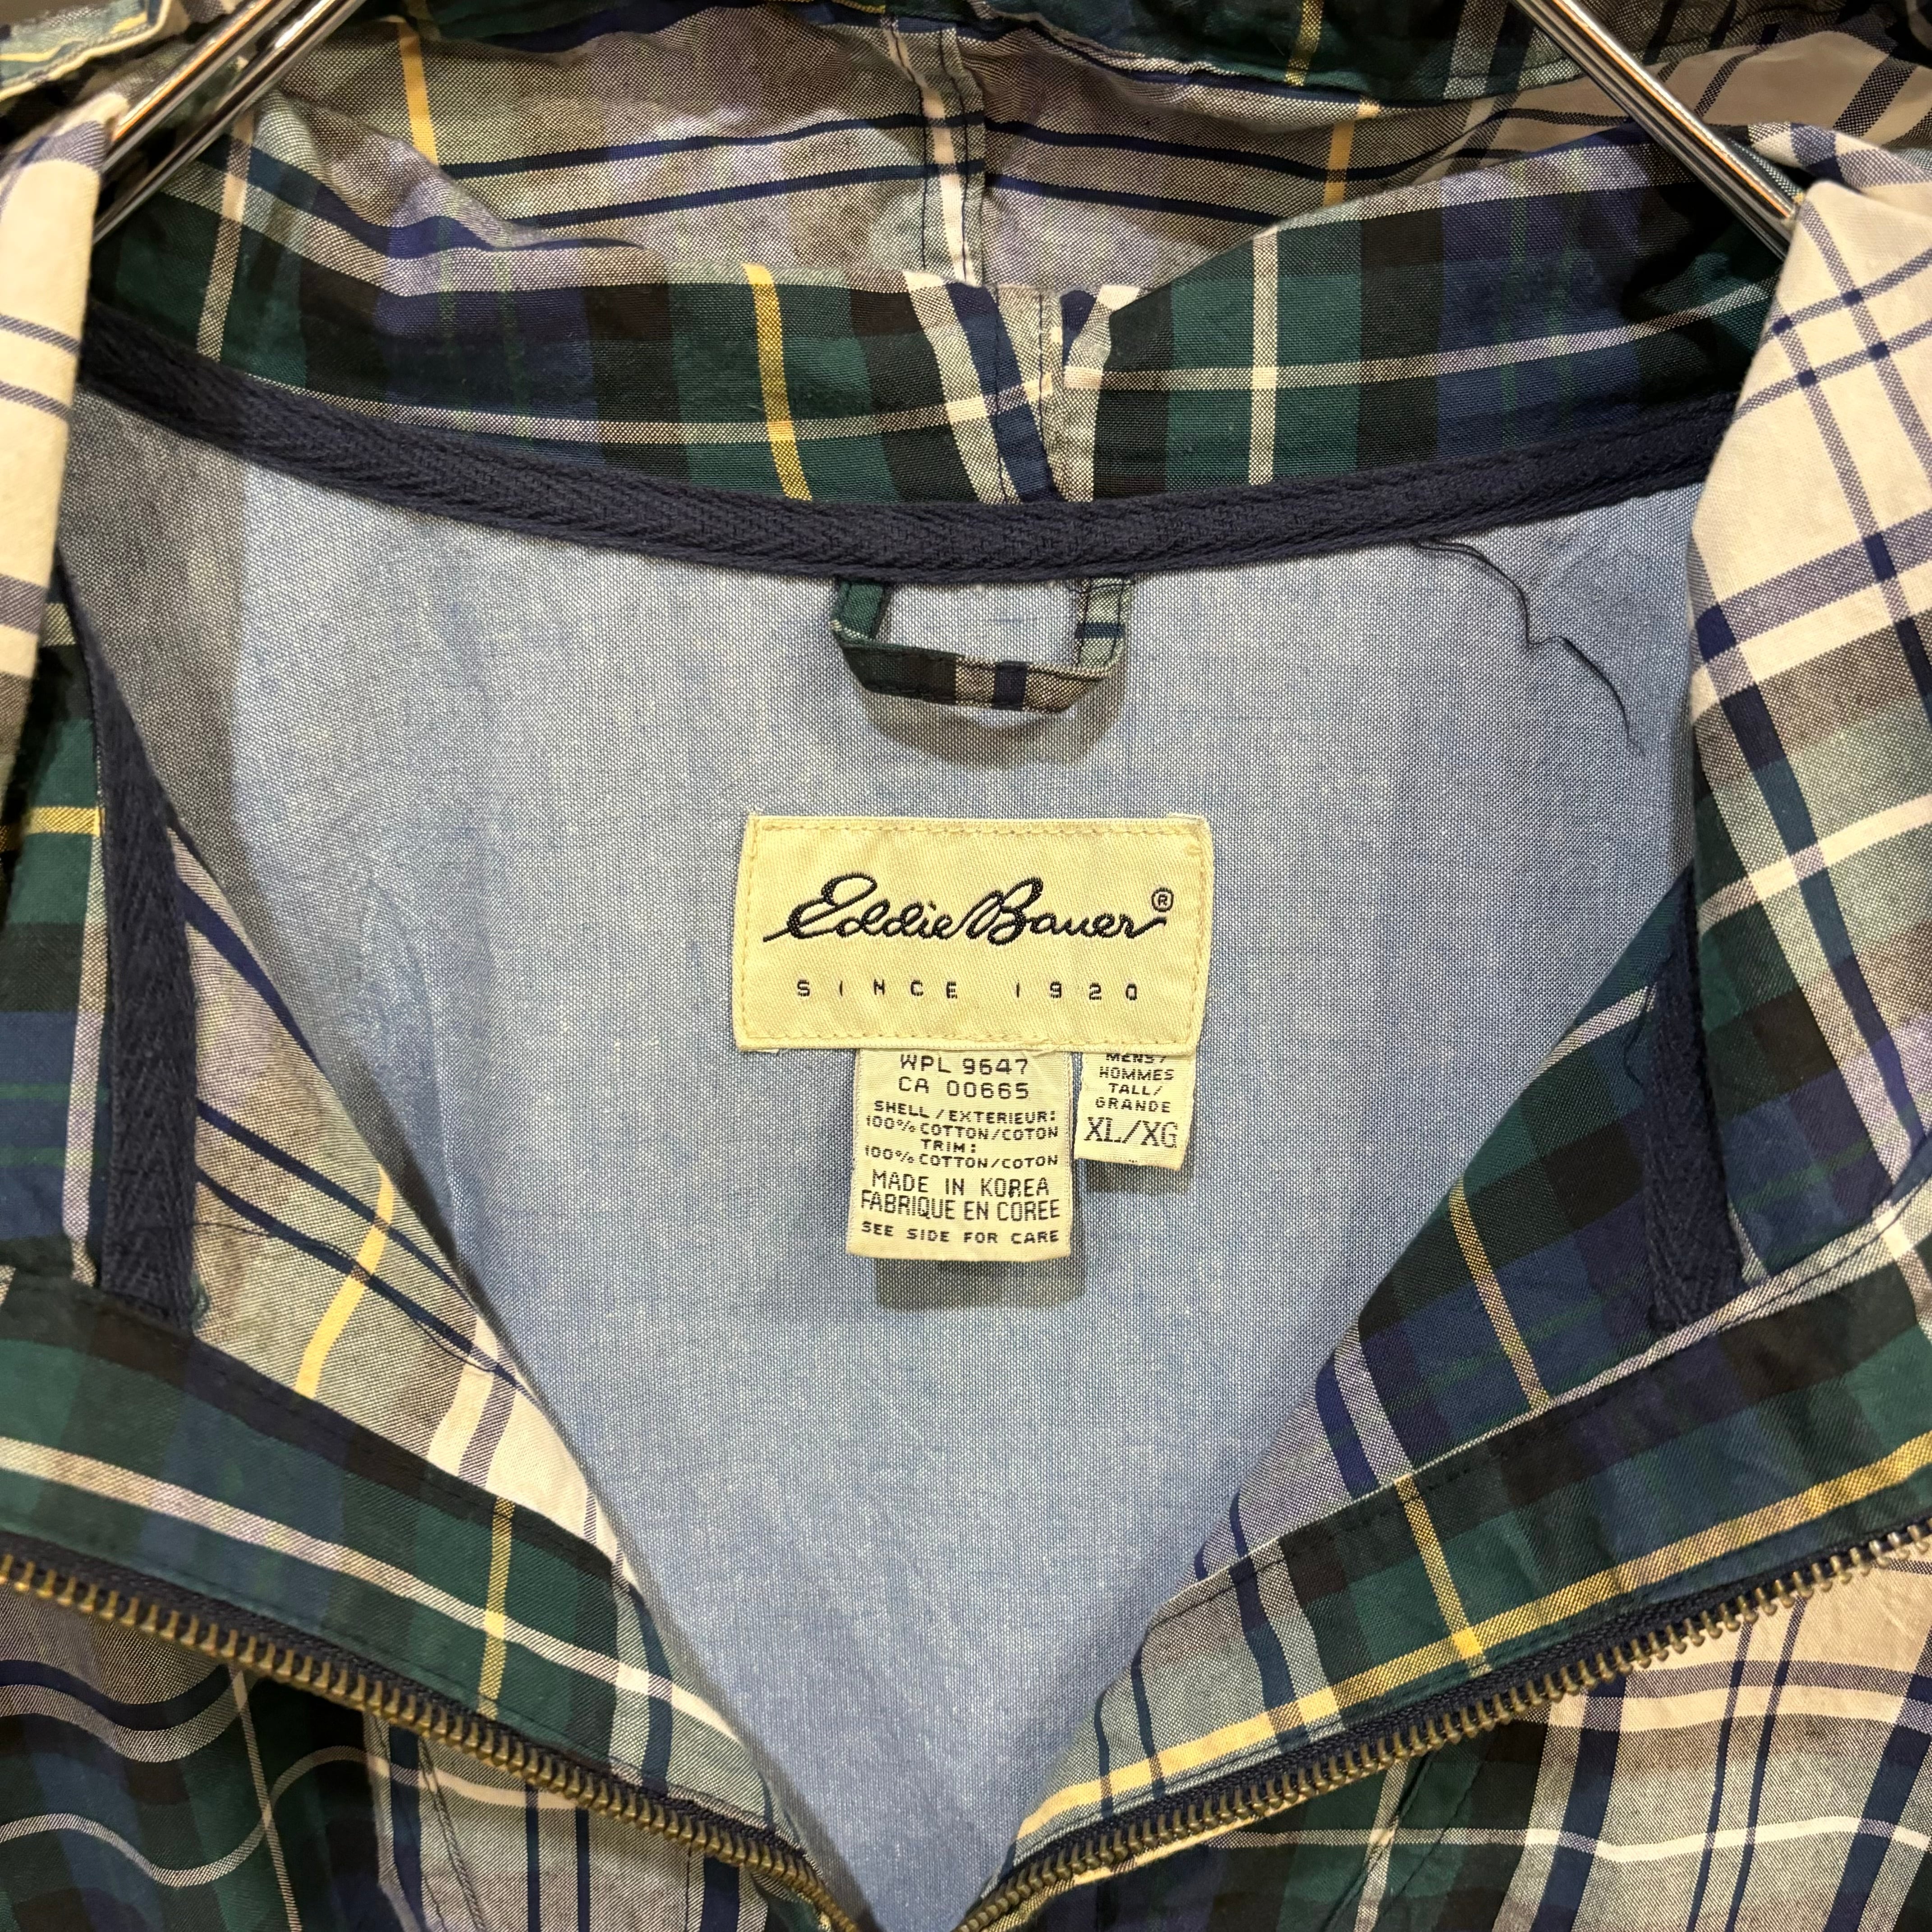 Eddie Bauer®
SINCE 1920
WPL 9647
CA 00665
SHELL/EXTERIEUR:
100% COTTON/COTON
TRIM:
100% COTTON/COTON
MADE IN KOREA
FABRIQUE EN COREE
SEE SIDE FOR CARE
MENS/
HOMMES
TALL/
GRANDE
XL/XG